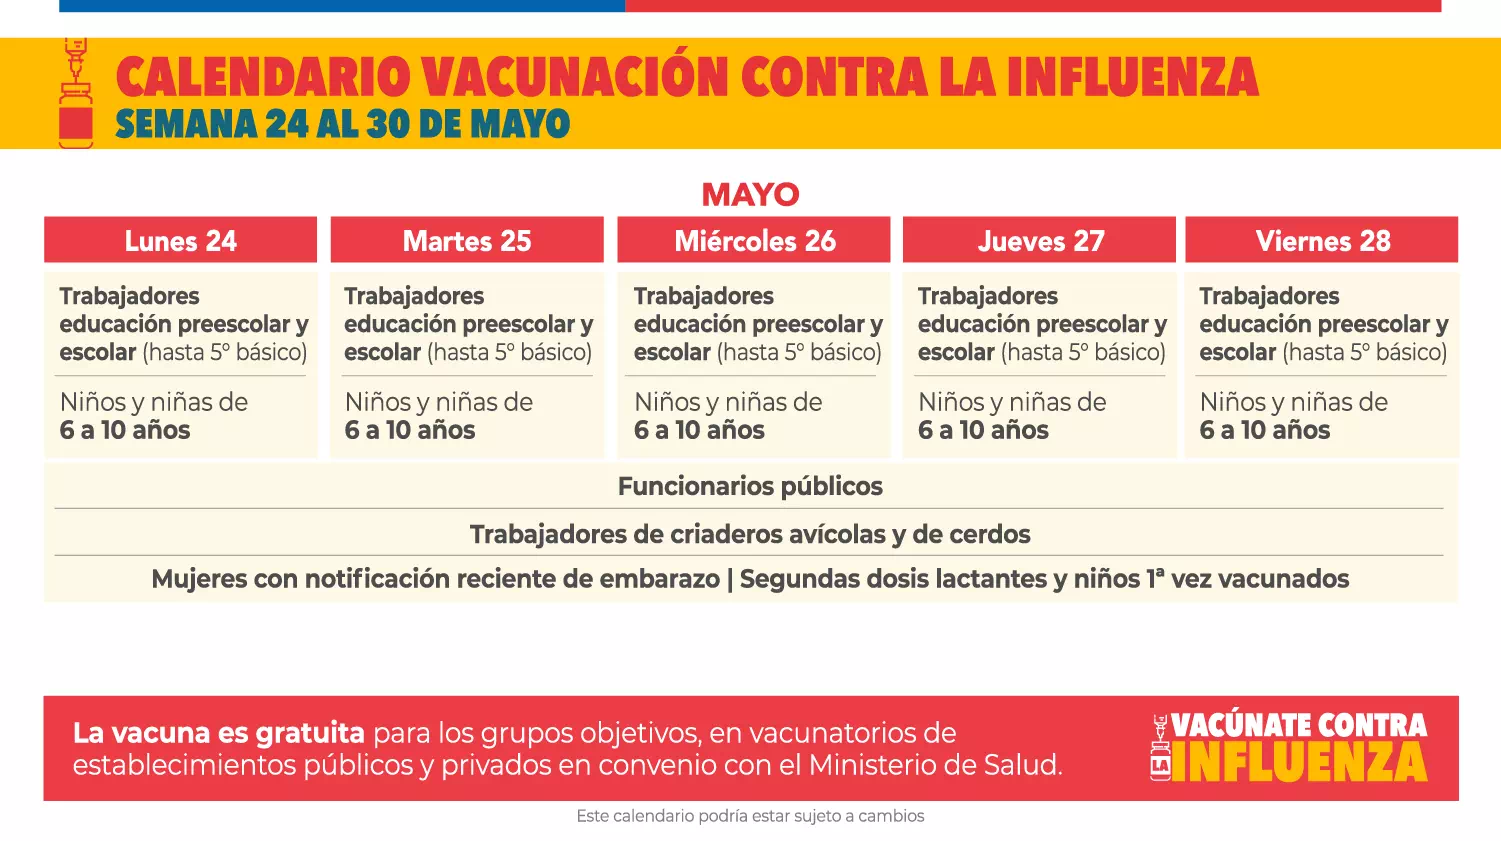 CALENDARIO VACUNACIÓN CONTRA LA INFLUENZA
SEMANA 24 AL 30 DE MAYO
MAYO
Lunes 24
Martes 25
Miércoles 26
Jueves 27
Viernes 28
Trabajadores
educación preescolar y
escolar (hasta 5° básico)
Niños y niñas de
6 a 10 años
Trabajadores
educación preescolar y
escolar (hasta 5° básico)
Niños y niñas de
6 a 10 años
Trabajadores
educación preescolar y
escolar (hasta 5° básico)
Niños y niñas de
6 a 10 años
Trabajadores
educación preescolar y
escolar (hasta 5° básico)
Niños y niñas de
6 a 10 años
Trabajadores
educación preescolar y
escolar (hasta 5° básico)
Niños y niñas de
6 a 10 años
Funcionarios públicos
Trabajadores de criaderos avícolas y de cerdos
Mujeres con notificación reciente de embarazo | Segundas dosis lactantes y niños 1ª vez vacunados
La vacuna es gratuita para los grupos objetivos, en vacunatorios de
establecimientos públicos y privados en convenio con el Ministerio de Salud.
VACÚNATE CONTRA
LA INFLUENZA
Este calendario podría estar sujeto a cambios